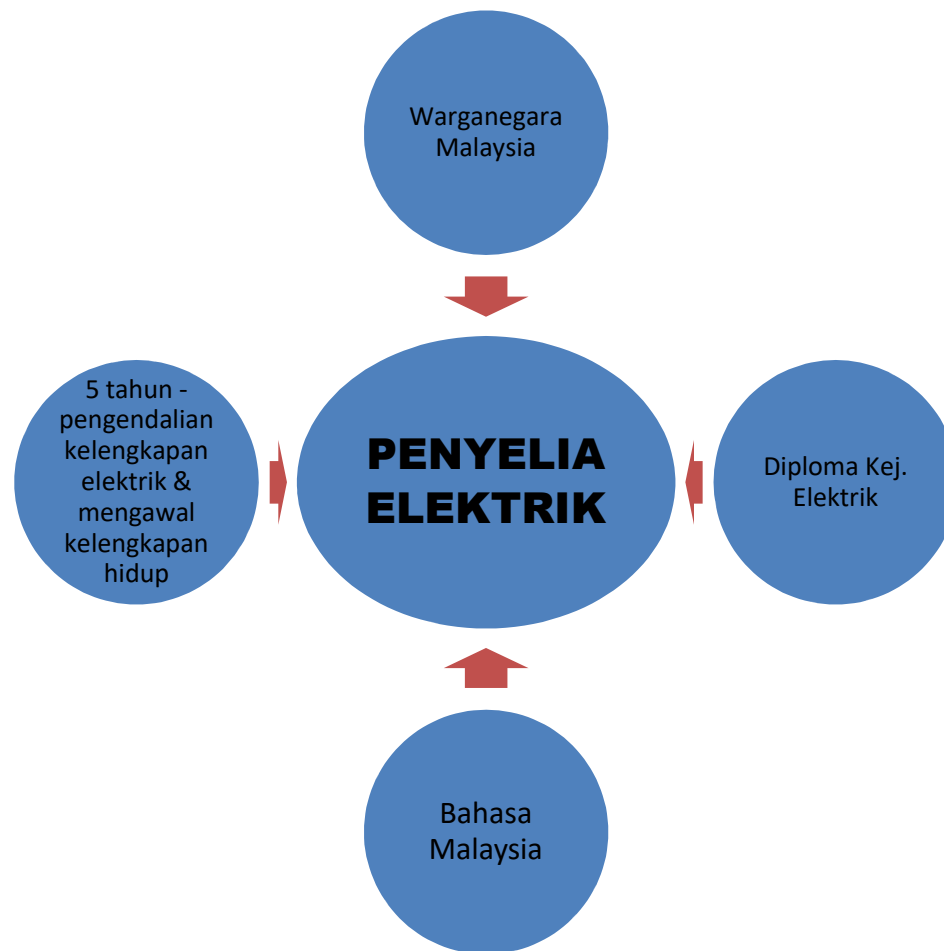 Warganegara
Malaysia
5 tahun -
pengendalian
kelengkapan
elektrik &
mengawal
kelengkapan
hidup
PENYELIA
ELEKTRIK
Diploma Kej.
Elektrik
Bahasa
Malaysia